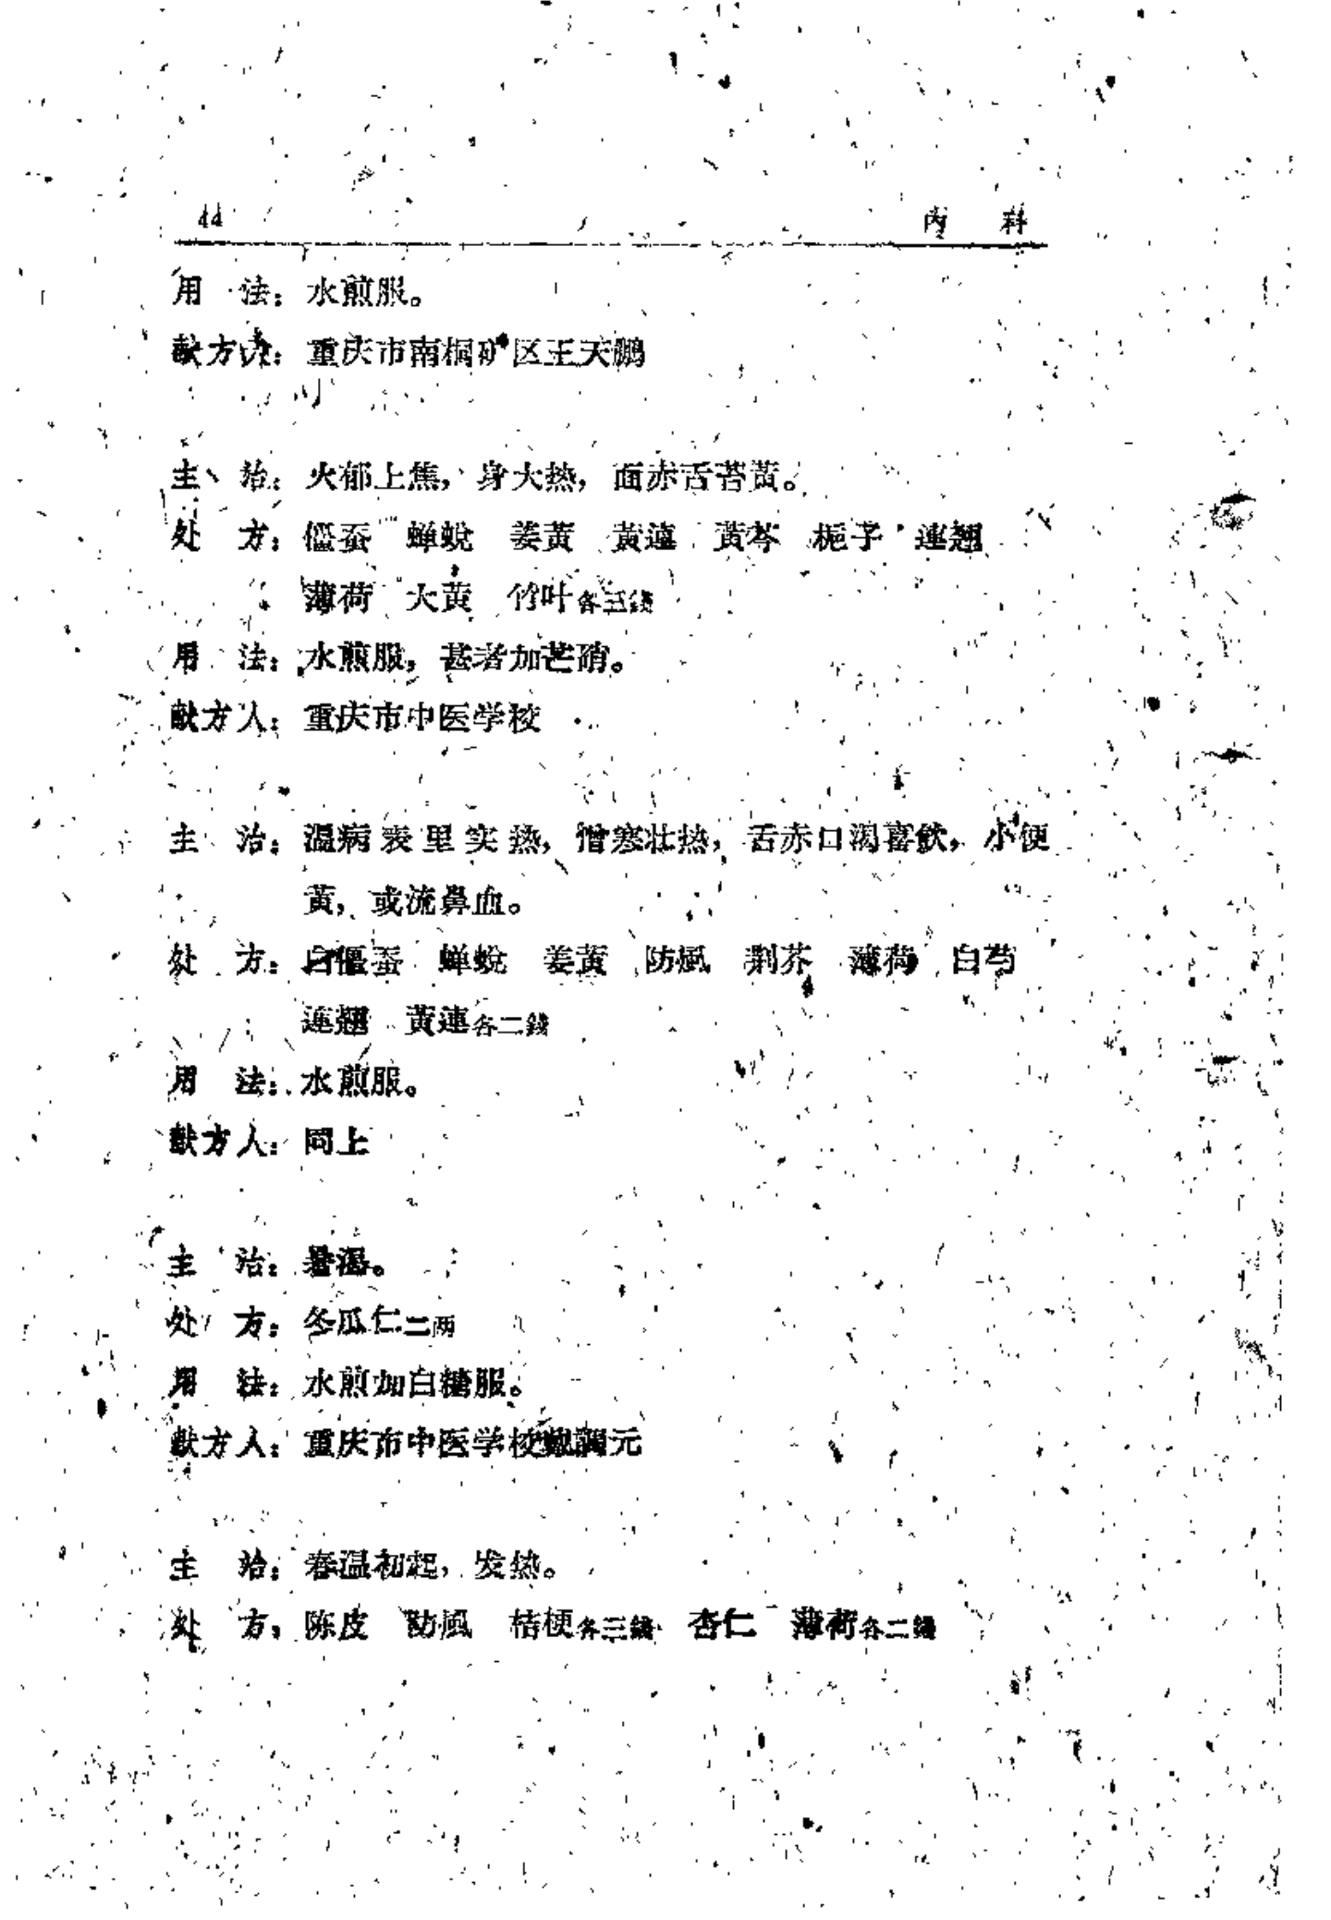 44 内 科
用 法：水煎服。
献方人：重庆市南桐矿区王天鹏
主 治：火郁上焦，身大热，面赤舌苔黄。
处 方：僵蚕 蝉蜕 姜黄 黄連 黄芩 梔子 連翘
薄荷 大黄 竹叶各三錢
用 法：水煎服，甚者加芒硝。
献方人：重庆市中医学校
主 治：温病表里实热，憎寒壮热，舌赤口渴喜飲，小便
黄，或流鼻血。
处 方：白僵蚕 蝉蜕 姜黄 防風 荆芥 薄荷 白芍
連翘 黄連各二錢
用 法：水煎服。
献方人：同上
主 治：暑渴。
处 方：冬瓜仁二两
用 法：水煎加白糖服。
献方人：重庆市中医学校 元
主 治：春温初起，发热。
处 方：陈皮 防風 桔梗各三錢 杏仁 薄荷各二錢